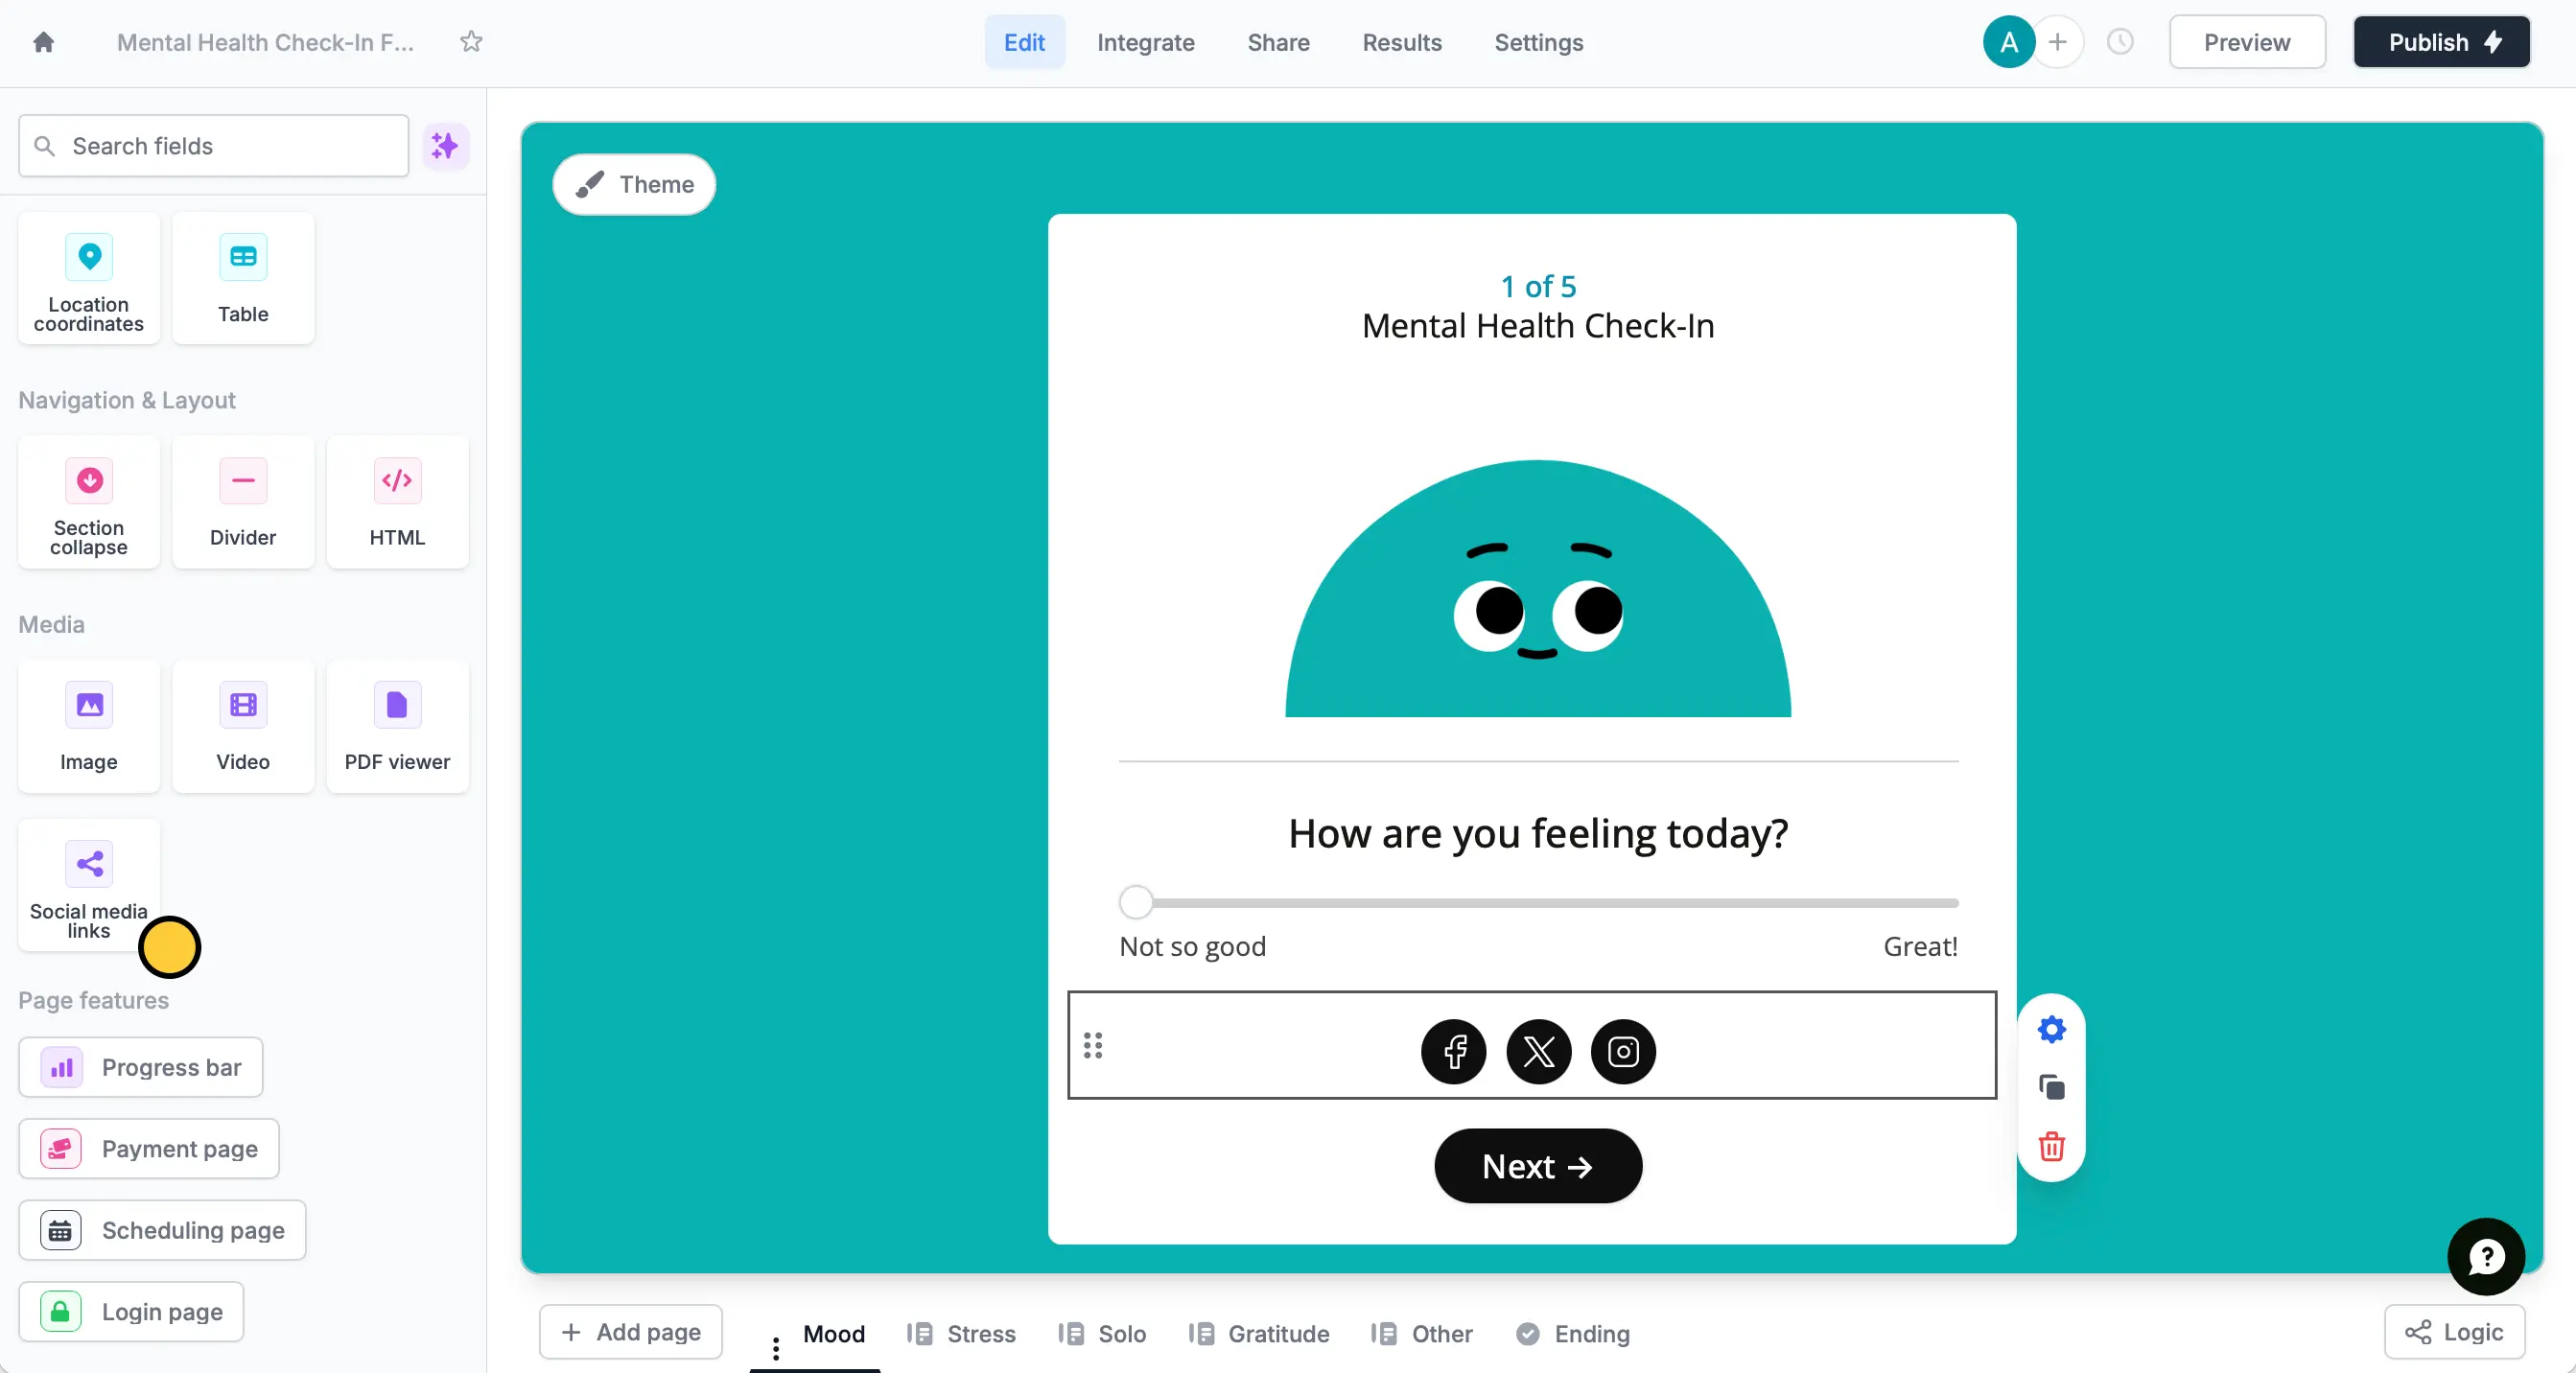 Mental Health Check-In F...
Edit
Integrate
Share
Results
Settings
A
Preview
Publish
Search fields
Location
coordinates
Table
Navigation & Layout
Section
collapse
Divider
HTML
Media
Image
Video
PDF viewer
Social media
links
Page features
Progress bar
Payment page
Scheduling page
Login page
Theme
1 of 5
Mental Health Check-In
How are you feeling today?
Not so good
Great!
Next →
Add page
Mood
Stress
Solo
Gratitude
Other
Ending
Logic